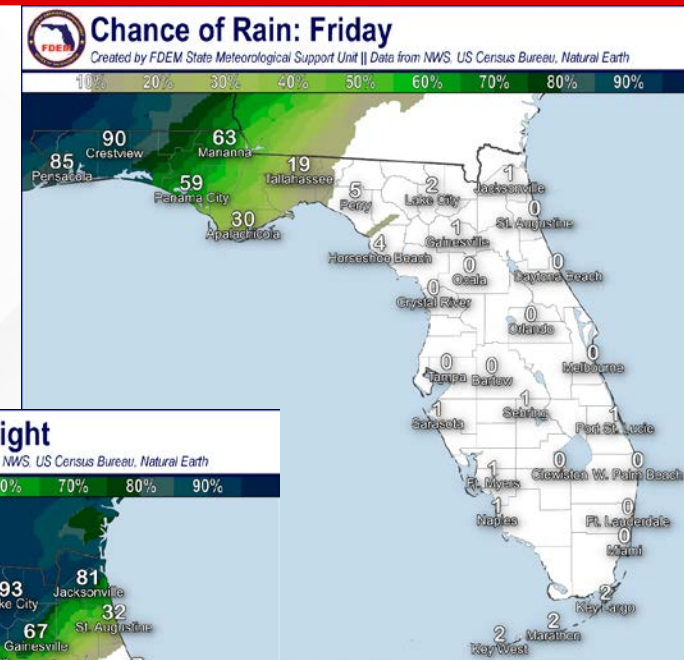 FDEM
Chance of Rain: Friday
Created by FDEM State Meteorological Support Unit || Data from NWS, US Census Bureau, Natural Earth
10% 20% 30% 40% 50% 60% 70% 80% 90%
90
Crestview
85
Pensacola
63
Marianna
59
Panama City
19
Tallahassee
30
Apalachicola
5
Perry
2
Lake City
1
Jacksonville
0
St. Augustine
1
Gainesville
4
Horseshoe Beach
0
Ocala
0
Daytona Beach
0
Crystal River
0
Orlando
0
Tampa
0
Bartow
0
Melbourne
1
Sarasota
1
Sebring
1
Port St. Lucie
1
Ft. Myers
0
Clewiston
0
W. Palm Beach
1
Naples
0
Ft. Lauderdale
0
Miami
2
Key Largo
2
Marathon
2
Key West
ight
NWS, US Census Bureau, Natural Earth
0% 70% 80% 90%
93
ke City
81
Jacksonville
32
St. Augustine
67
Gainesville